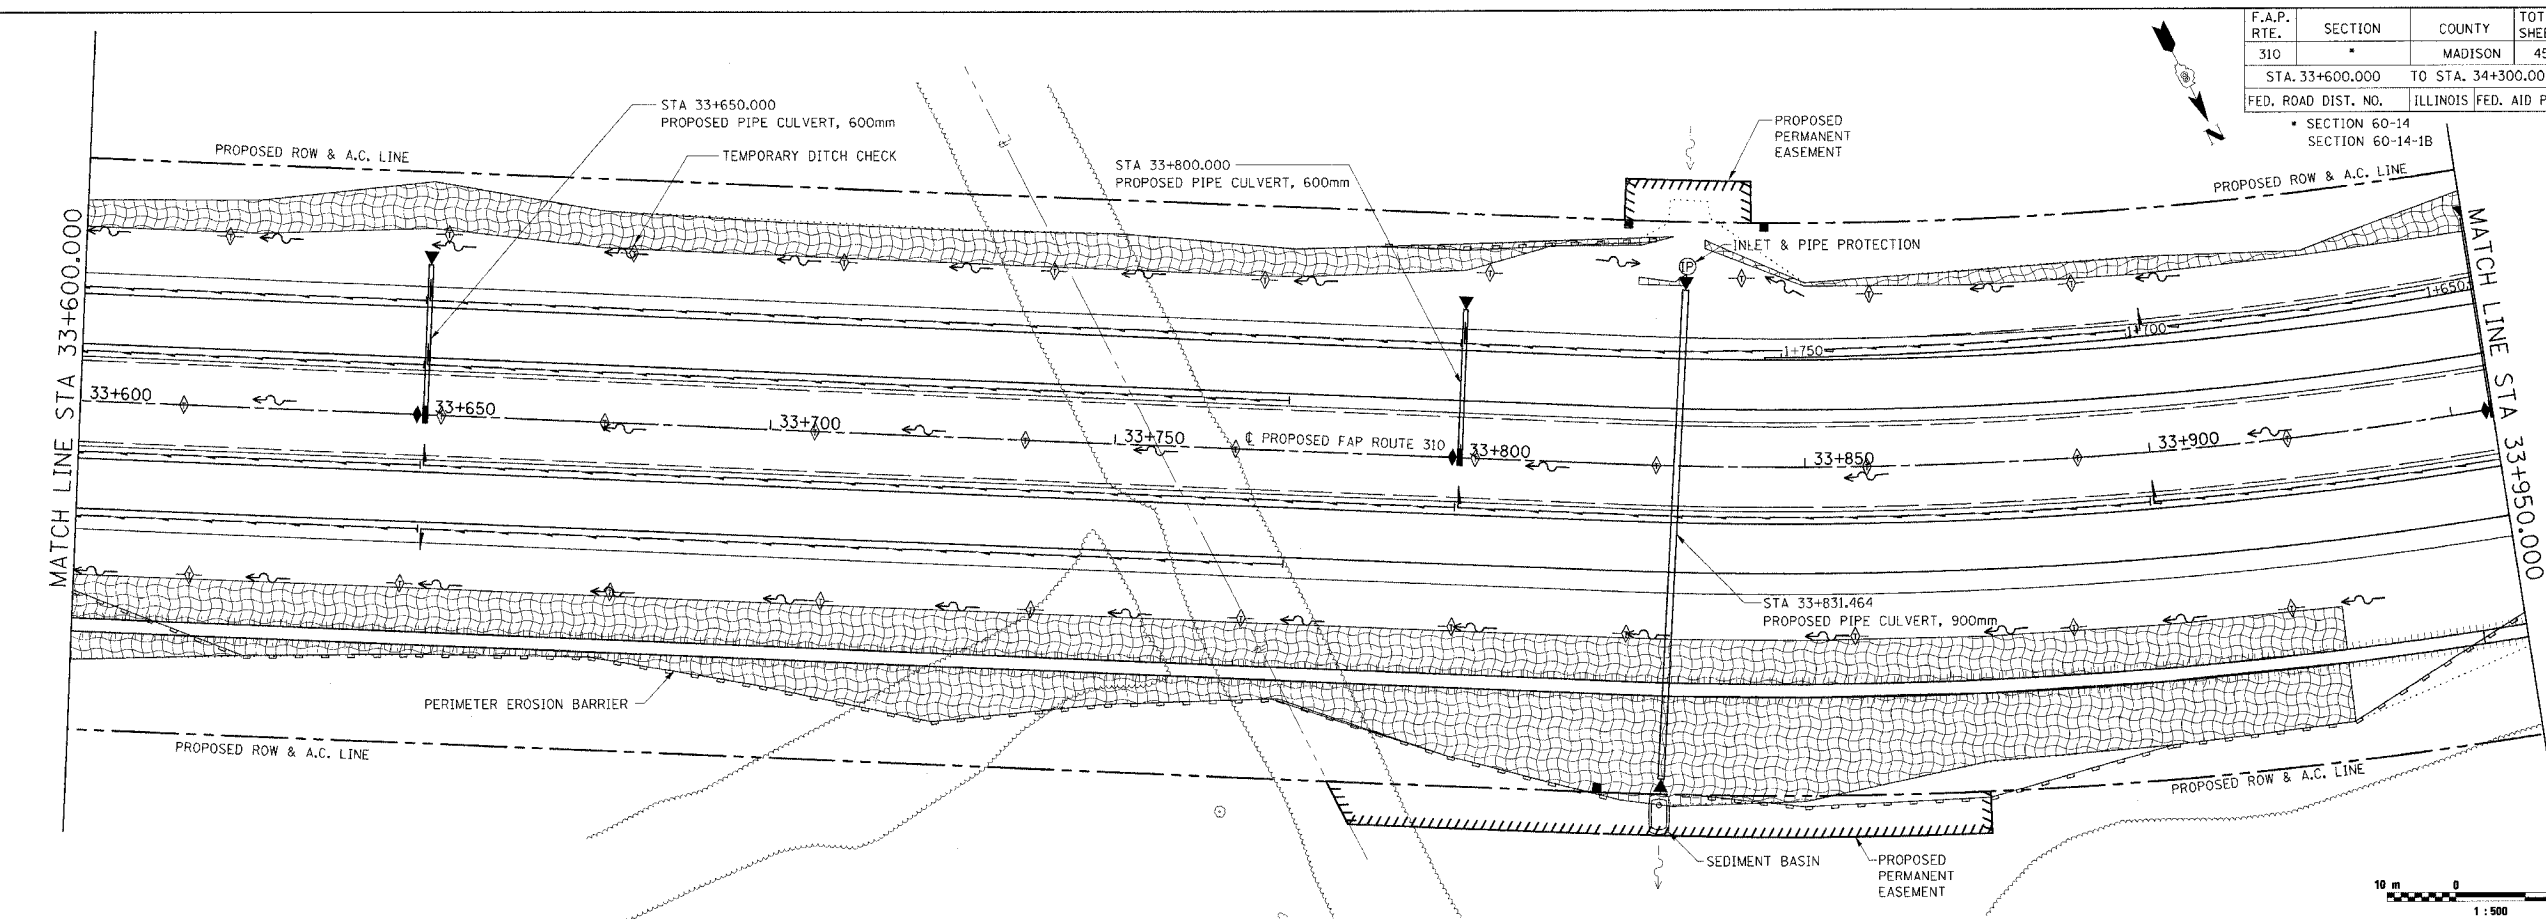 F.A.P.
RTE.
SECTION
COUNTY
310
*
MADISON
STA. 33+600.000 TO STA. 34+300.00
FED. ROAD DIST. NO.
ILLINOIS
FED. AID
* SECTION 60-14
SECTION 60-14-1B
N
STA 33+650.000
PROPOSED PIPE CULVERT, 600mm
TEMPORARY DITCH CHECK
PROPOSED ROW & A.C. LINE
STA 33+800.000
PROPOSED PIPE CULVERT, 600mm
PROPOSED
PERMANENT
EASEMENT
PROPOSED ROW & A.C. LINE
INLET & PIPE PROTECTION
IP
MATCH LINE STA 33+600.000
MATCH LINE STA 33+950.000
1+750
1+700
1+650
33+600
33+650
33+700
33+750
℄ PROPOSED FAP ROUTE 310
33+800
33+850
33+900
STA 33+831.464
PROPOSED PIPE CULVERT, 900mm
PERIMETER EROSION BARRIER
PROPOSED ROW & A.C. LINE
PROPOSED ROW & A.C. LINE
SEDIMENT BASIN
PROPOSED
PERMANENT
EASEMENT
10 m 0
1 : 500